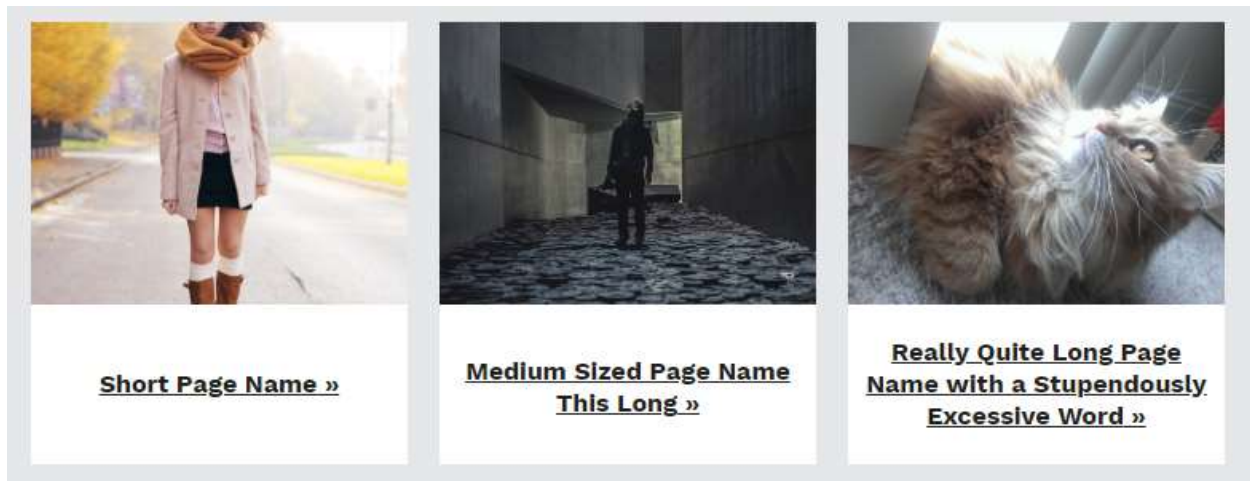 Short Page Name »
Medium Sized Page Name
This Long »
Really Quite Long Page
Name with a Stupendously
Excessive Word »